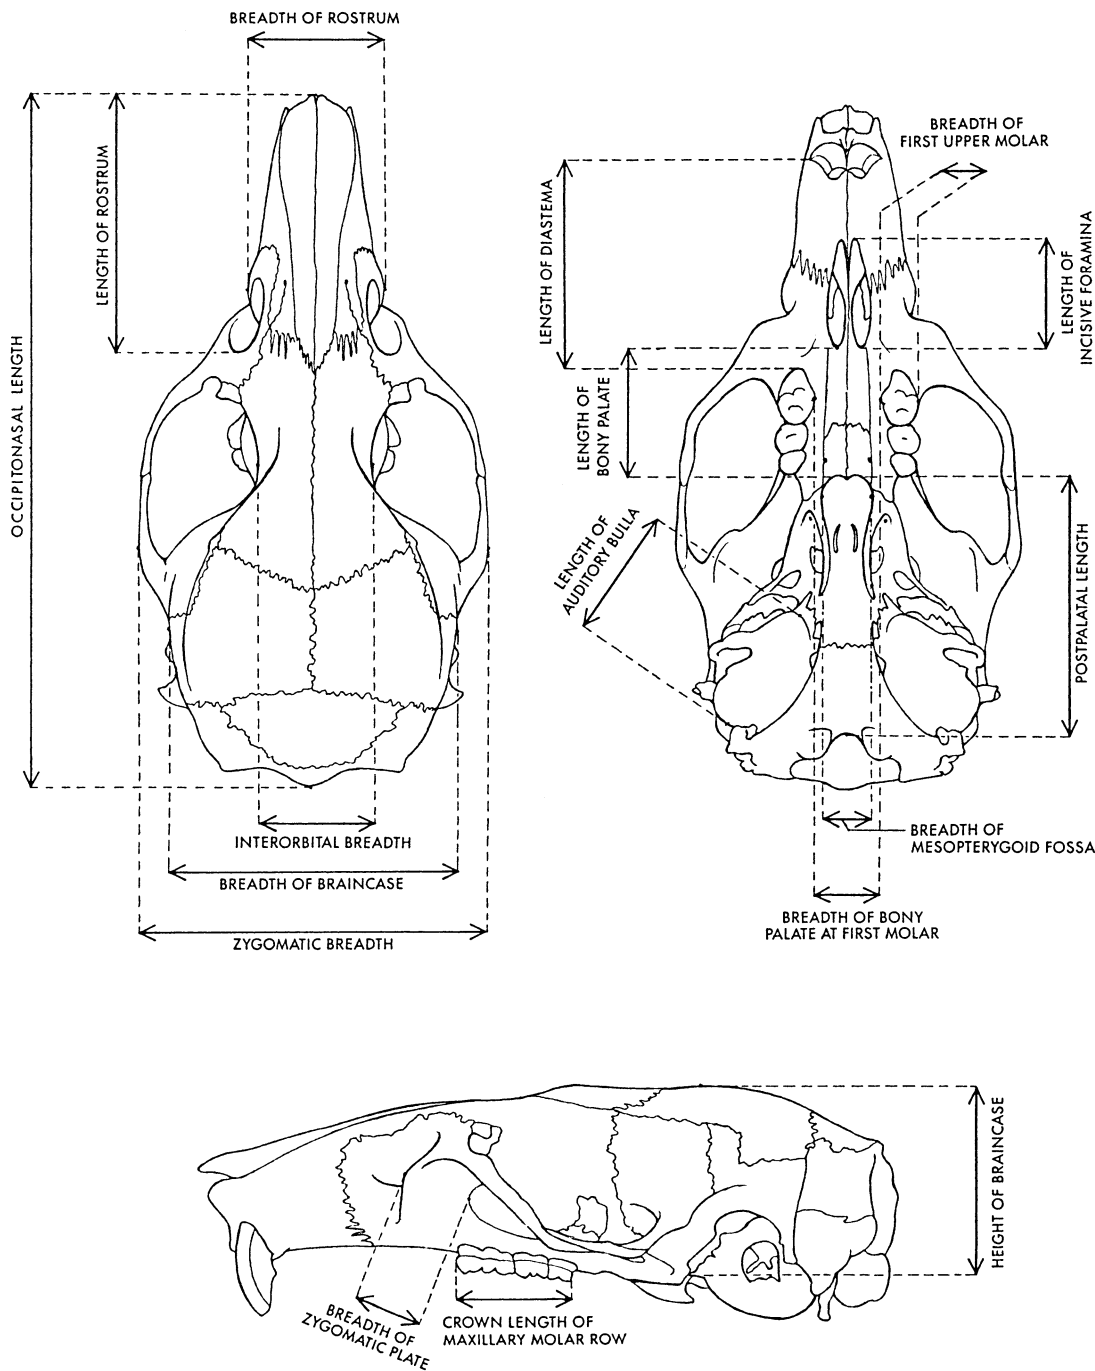 BREADTH OF ROSTRUM
LENGTH OF ROSTRUM
OCCIPITONASAL LENGTH
INTERORBITAL BREADTH
BREADTH OF BRAINCASE
ZYGOMATIC BREADTH
BREADTH OF
FIRST UPPER MOLAR
LENGTH OF DIASTEMA
LENGTH OF
INCISIVE FORAMINA
LENGTH OF
BONY PALATE
LENGTH OF
AUDITORY BULLA
POSTPALATAL LENGTH
BREADTH OF
MESOPTERYGOID FOSSA
BREADTH OF BONY
PALATE AT FIRST MOLAR
HEIGHT OF BRAINCASE
BREADTH OF
ZYGOMATIC PLATE
CROWN LENGTH OF
MAXILLARY MOLAR ROW